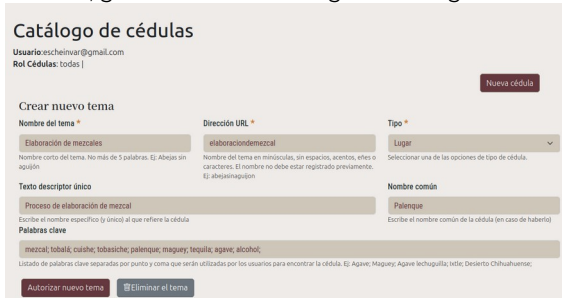 Catálogo de cédulas
Usuario:escheinvar@gmail.com
Rol Cédulas: todas |
Nueva cédula
Crear nuevo tema
Nombre del tema *
Dirección URL *
Tipo *
Elaboración de mezcales
elaboraciondemezcal
Lugar
Nombre corto del tema. No más de 5 palabras. Ej: Abejas sin
aguijón
Nombre del tema en minúsculas, sin espacios, acentos, eñes o
caracteres. El nombre no debe estar registrado previamente.
Ej: abejasinaguijon
Seleccionar una de las opciones de tipo de cédula.
Texto descriptor único
Nombre común
Proceso de elaboración de mezcal
Palenque
Escribe el nombre específico (y único) al que refiere la cédula
Escribe el nombre común de la cédula (en caso de haberlo)
Palabras clave
mezcal; tobalá; cuishe; tobasiche; palenque; maguey; tequila; agave; alcohol;
Listado de palabras clave separadas por punto y coma que serán utilizadas por los usuarios para encontrar la cédula. Ej: Agave; Maguey; Agave lechuguilla; Ixtle; Desierto Chihuahuense;
Autorizar nuevo tema
Eliminar el tema